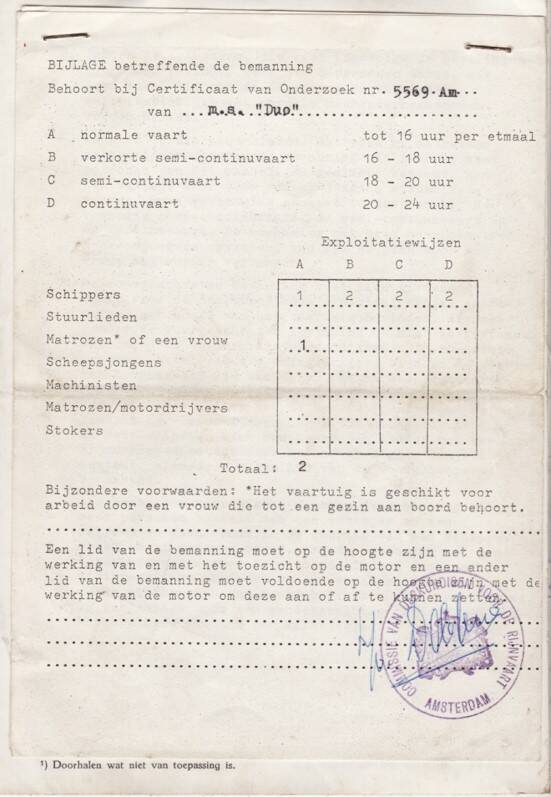 BIJLAGE betreffende de bemanning
Behoort bij Certificaat van Onderzoek nr. 5569-Am...
van ...m.s. "Duo"......................
A normale vaart tot 16 uur per etmaal
B verkorte semi-continuvaart 16 - 18 uur
C semi-continuvaart 18 - 20 uur
D continuvaart 20 - 24 uur
Exploitatiewijzen
A B C D
Schippers 1 2 2 2
Stuurlieden
Matrozen* of een vrouw 1
Scheepsjongens
Machinisten
Matrozen/motordrijvers
Stokers
Totaal: 2
Bijzondere voorwaarden: *Het vaartuig is geschikt voor
arbeid door een vrouw die tot een gezin aan boord behoort.
Een lid van de bemanning moet op de hoogte zijn met de
werking van en met het toezicht op de motor en een ander
lid van de bemanning moet voldoende op de hoogte zijn met de
werking van de motor om deze aan of af te kunnen zetten.
COMMISSIE VAN DESKUNDIGEN VOOR DE RIJNVAART
AMSTERDAM
¹) Doorhalen wat niet van toepassing is.